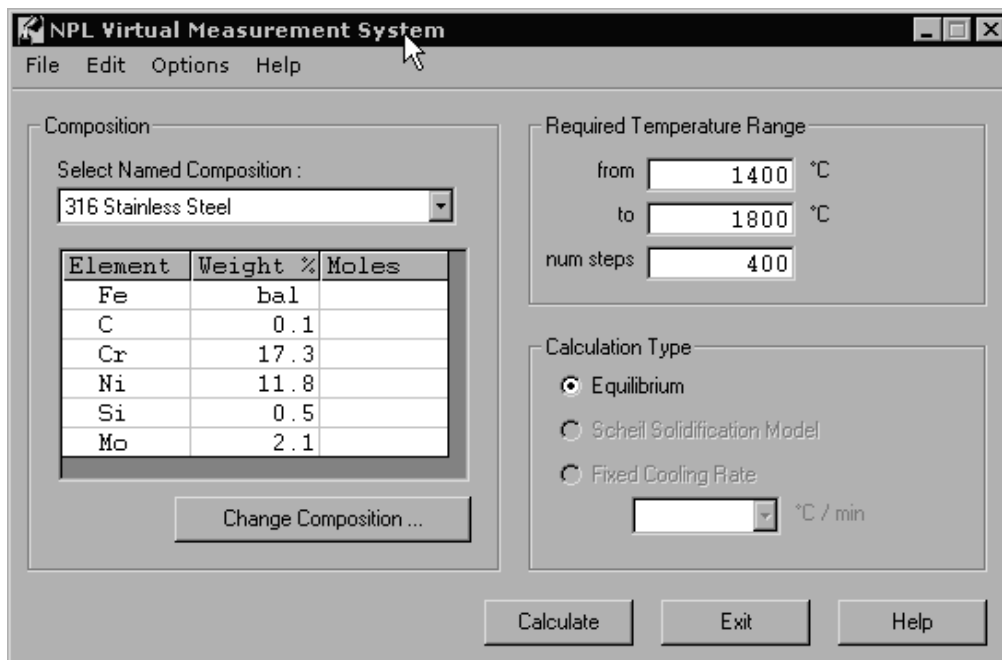 NPL Virtual Measurement System
File Edit Options Help
Composition
Select Named Composition :
316 Stainless Steel
Element Weight % Moles
Fe bal
C 0.1
Cr 17.3
Ni 11.8
Si 0.5
Mo 2.1
Change Composition ...
Required Temperature Range
from 1400 °C
to 1800 °C
num steps 400
Calculation Type
Equilibrium
Scheil Solidification Model
Fixed Cooling Rate
°C / min
Calculate Exit Help